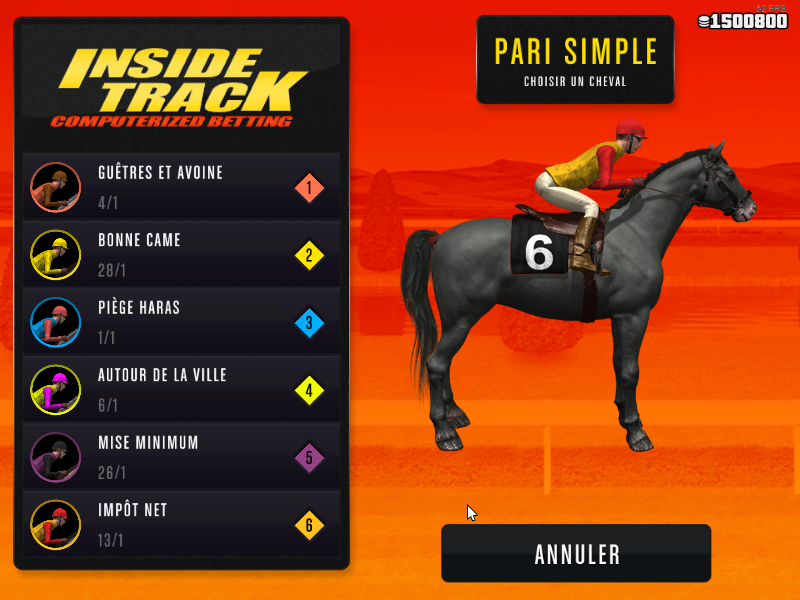 52 FPS
1500800
INSIDE
TRACK
COMPUTERIZED BETTING
PARI SIMPLE
CHOISIR UN CHEVAL
GUÊTRES ET AVOINE
4/1
1
BONNE CAME
28/1
2
PIÈGE HARAS
1/1
3
AUTOUR DE LA VILLE
6/1
4
MISE MINIMUM
26/1
5
IMPÔT NET
13/1
6
6
ANNULER